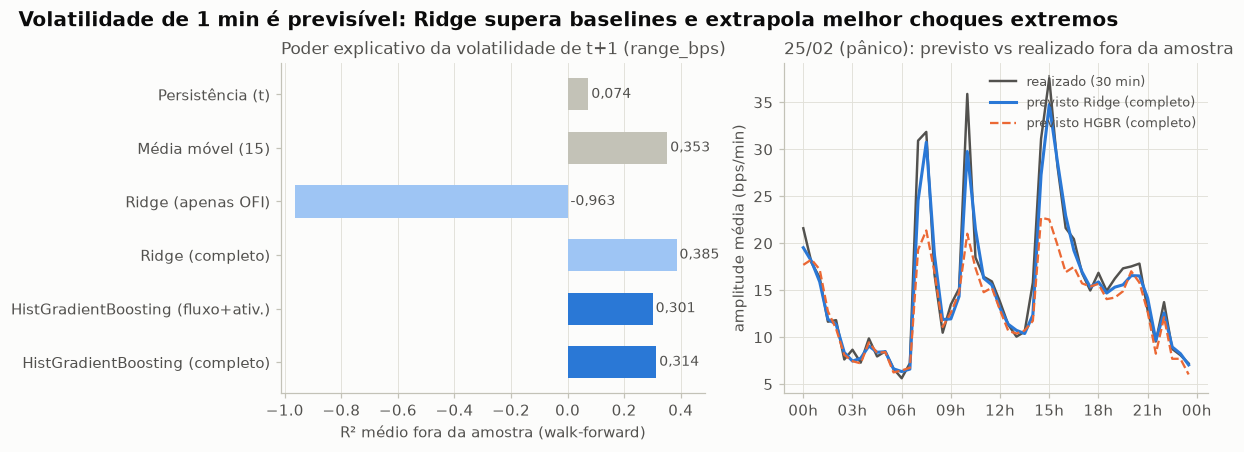 Volatilidade de 1 min é previsível: Ridge supera baselines e extrapola melhor choques extremos
Poder explicativo da volatilidade de t+1 (range_bps)
Persistência (t)
0,074
Média móvel (15)
0,353
Ridge (apenas OFI)
-0,963
Ridge (completo)
0,385
HistGradientBoosting (fluxo+ativ.)
0,301
HistGradientBoosting (completo)
0,314
−1.0 −0.8 −0.6 −0.4 −0.2 0.0 0.2 0.4
R² médio fora da amostra (walk-forward)
25/02 (pânico): previsto vs realizado fora da amostra
realizado (30 min)
previsto Ridge (completo)
previsto HGBR (completo)
amplitude média (bps/min)
35
30
25
20
15
10
5
00h 03h 06h 09h 12h 15h 18h 21h 00h